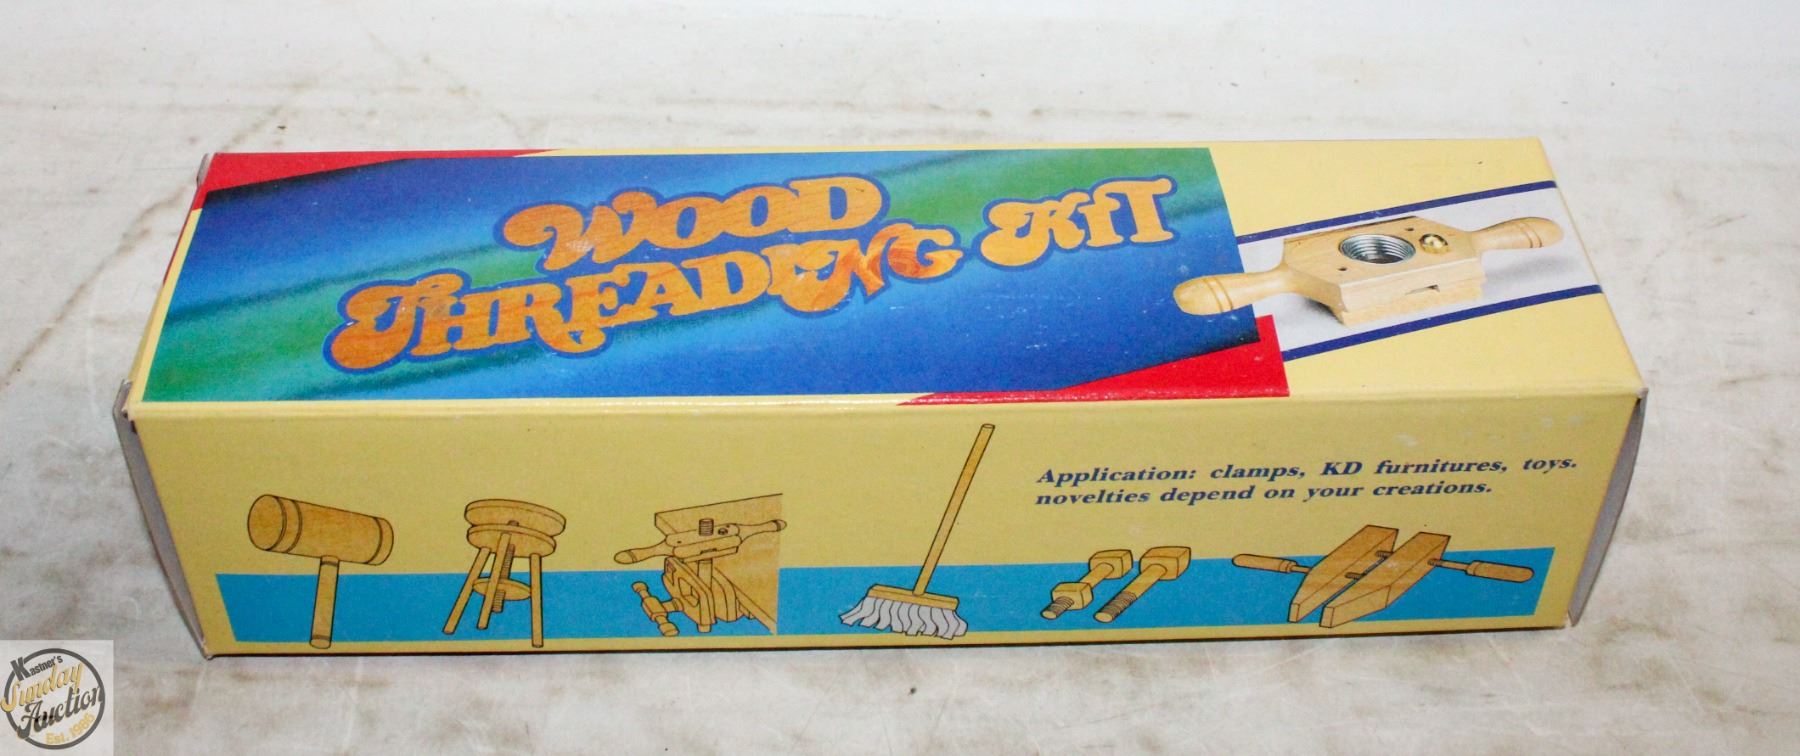 WOOD
THREADING KIT
Application: clamps, KD furnitures, toys.
novelties depend on your creations.
Kastner's
Sunday
Auction
Est. 1986